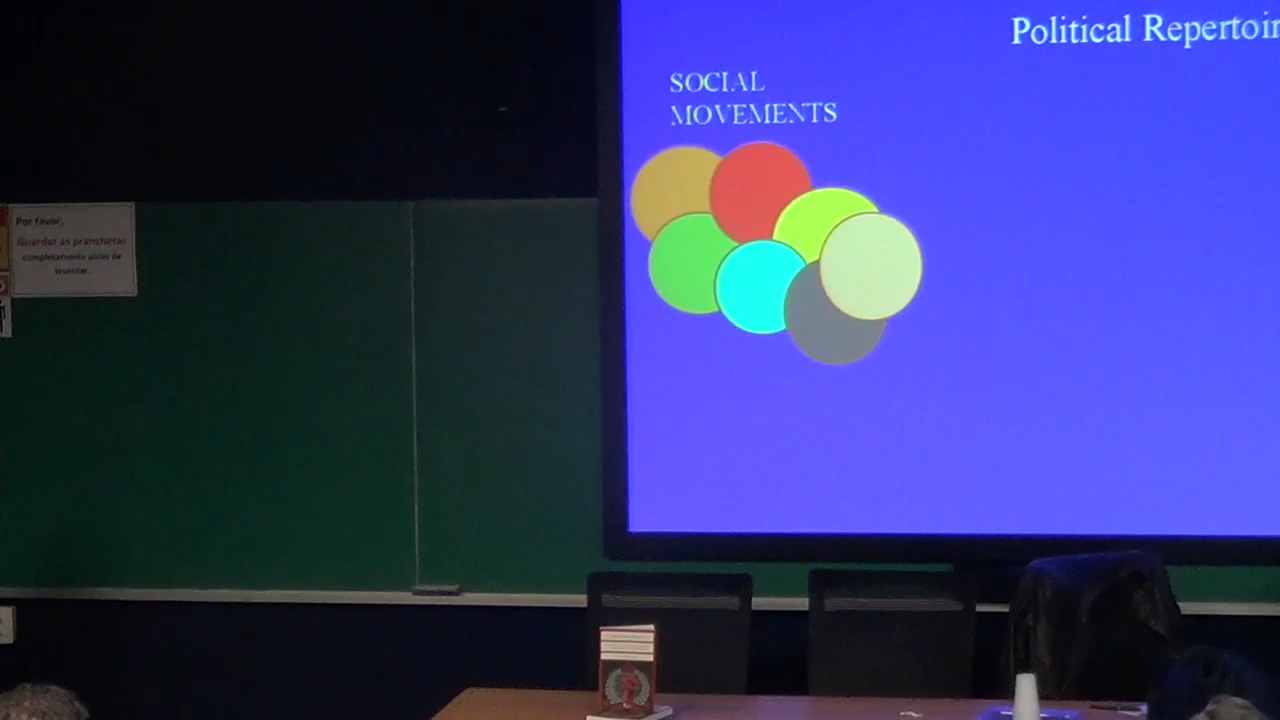 Political Repertoir
SOCIAL
MOVEMENTS
Por favor,
Guardar as pranchetas
completamente antes de
levantar.